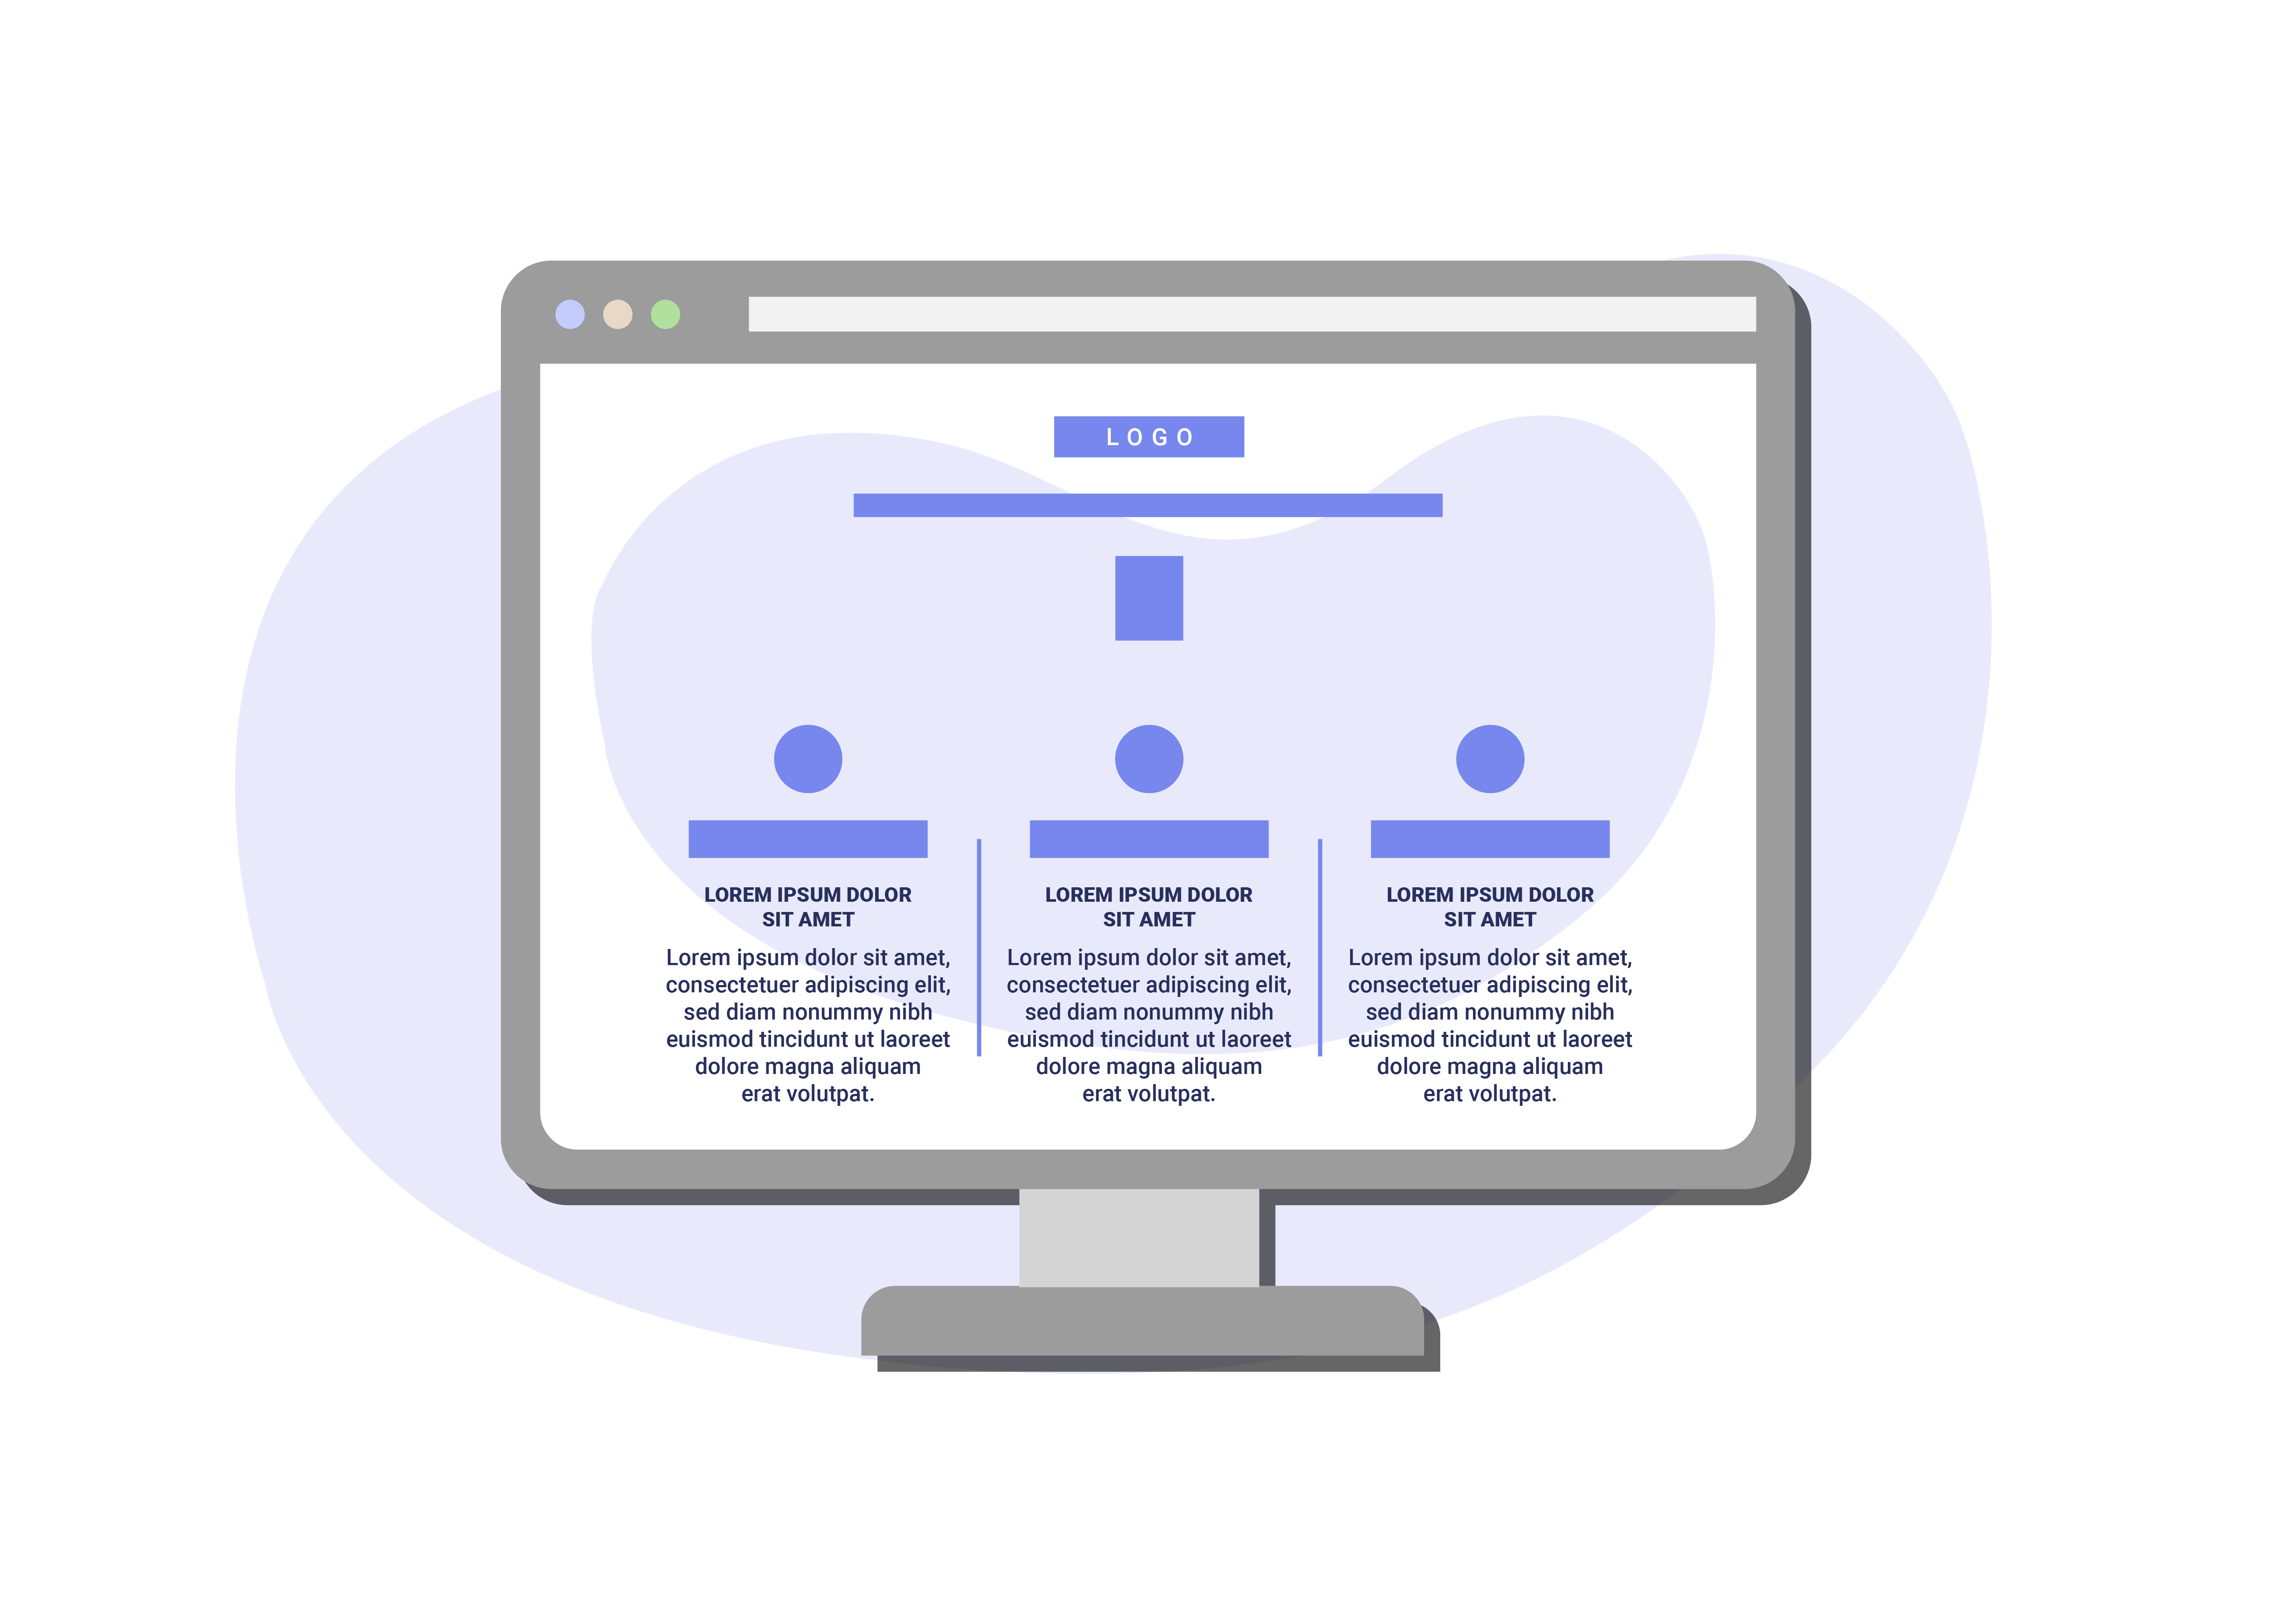 LOGO
LOREM IPSUM DOLOR
SIT AMET
Lorem ipsum dolor sit amet,
consectetuer adipiscing elit,
sed diam nonummy nibh
euismod tincidunt ut laoreet
dolore magna aliquam
erat volutpat.
LOREM IPSUM DOLOR
SIT AMET
Lorem ipsum dolor sit amet,
consectetuer adipiscing elit,
sed diam nonummy nibh
euismod tincidunt ut laoreet
dolore magna aliquam
erat volutpat.
LOREM IPSUM DOLOR
SIT AMET
Lorem ipsum dolor sit amet,
consectetuer adipiscing elit,
sed diam nonummy nibh
euismod tincidunt ut laoreet
dolore magna aliquam
erat volutpat.